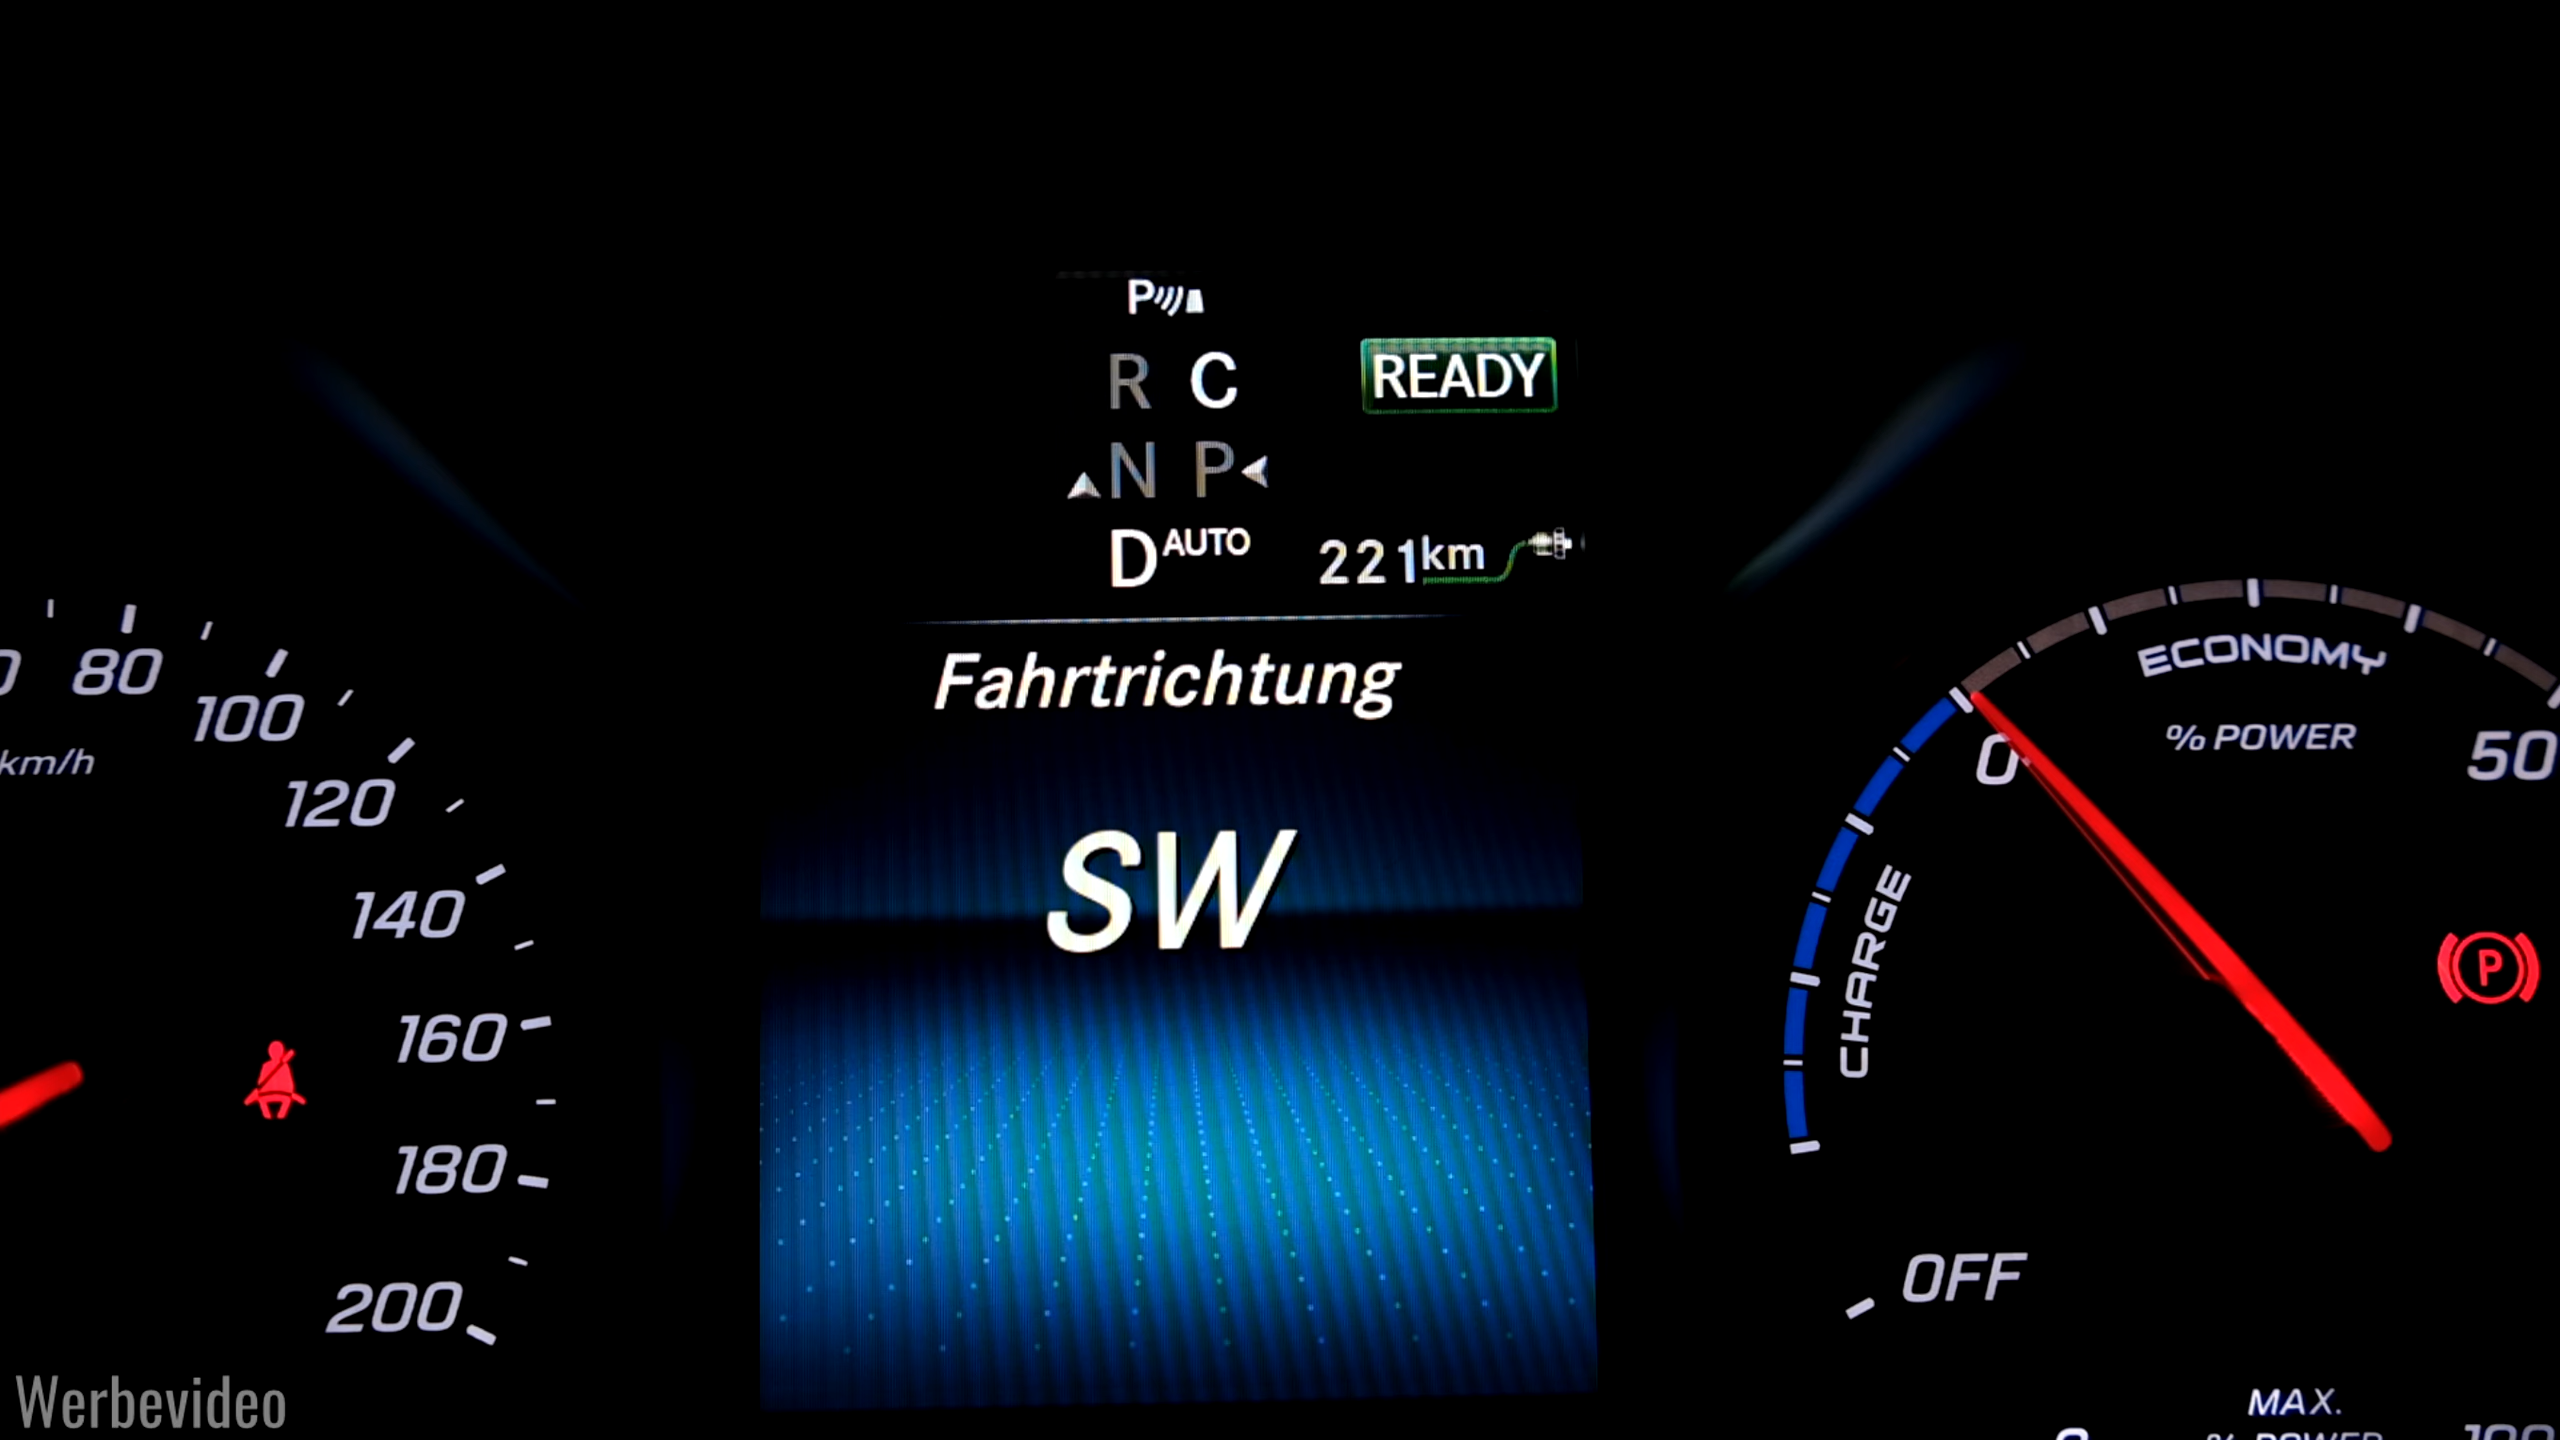 P
R C
READY
N P
D AUTO
221km
Fahrtrichtung
SW
80
100
km/h
120
140
160
180
200
ECONOMY
% POWER
0
50
CHARGE
P
OFF
MAX.
% POWER
Werbevideo